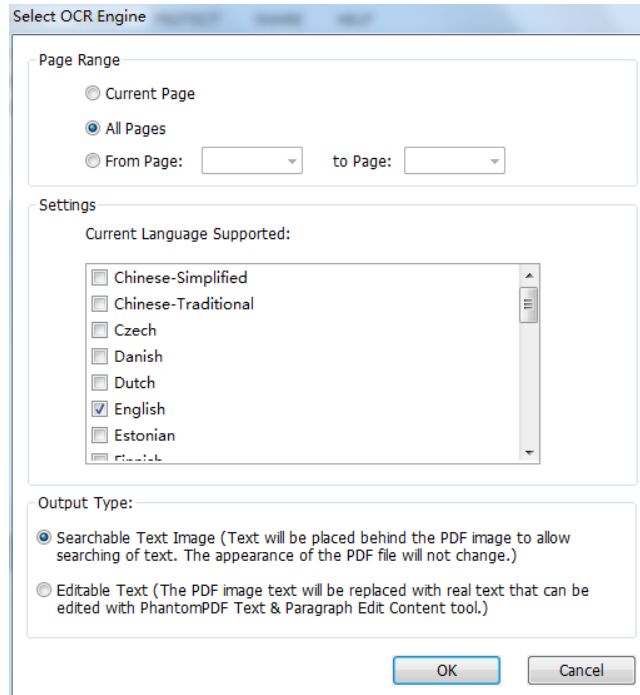 Select OCR Engine
PROTECT SHARE HELP
Page Range
Current Page
All Pages
From Page: to Page:
Settings
Current Language Supported:
Chinese-Simplified
Chinese-Traditional
Czech
Danish
Dutch
English
Estonian
Finnish
Output Type:
Searchable Text Image (Text will be placed behind the PDF image to allow
searching of text. The appearance of the PDF file will not change.)
Editable Text (The PDF image text will be replaced with real text that can be
edited with PhantomPDF Text & Paragraph Edit Content tool.)
OK Cancel